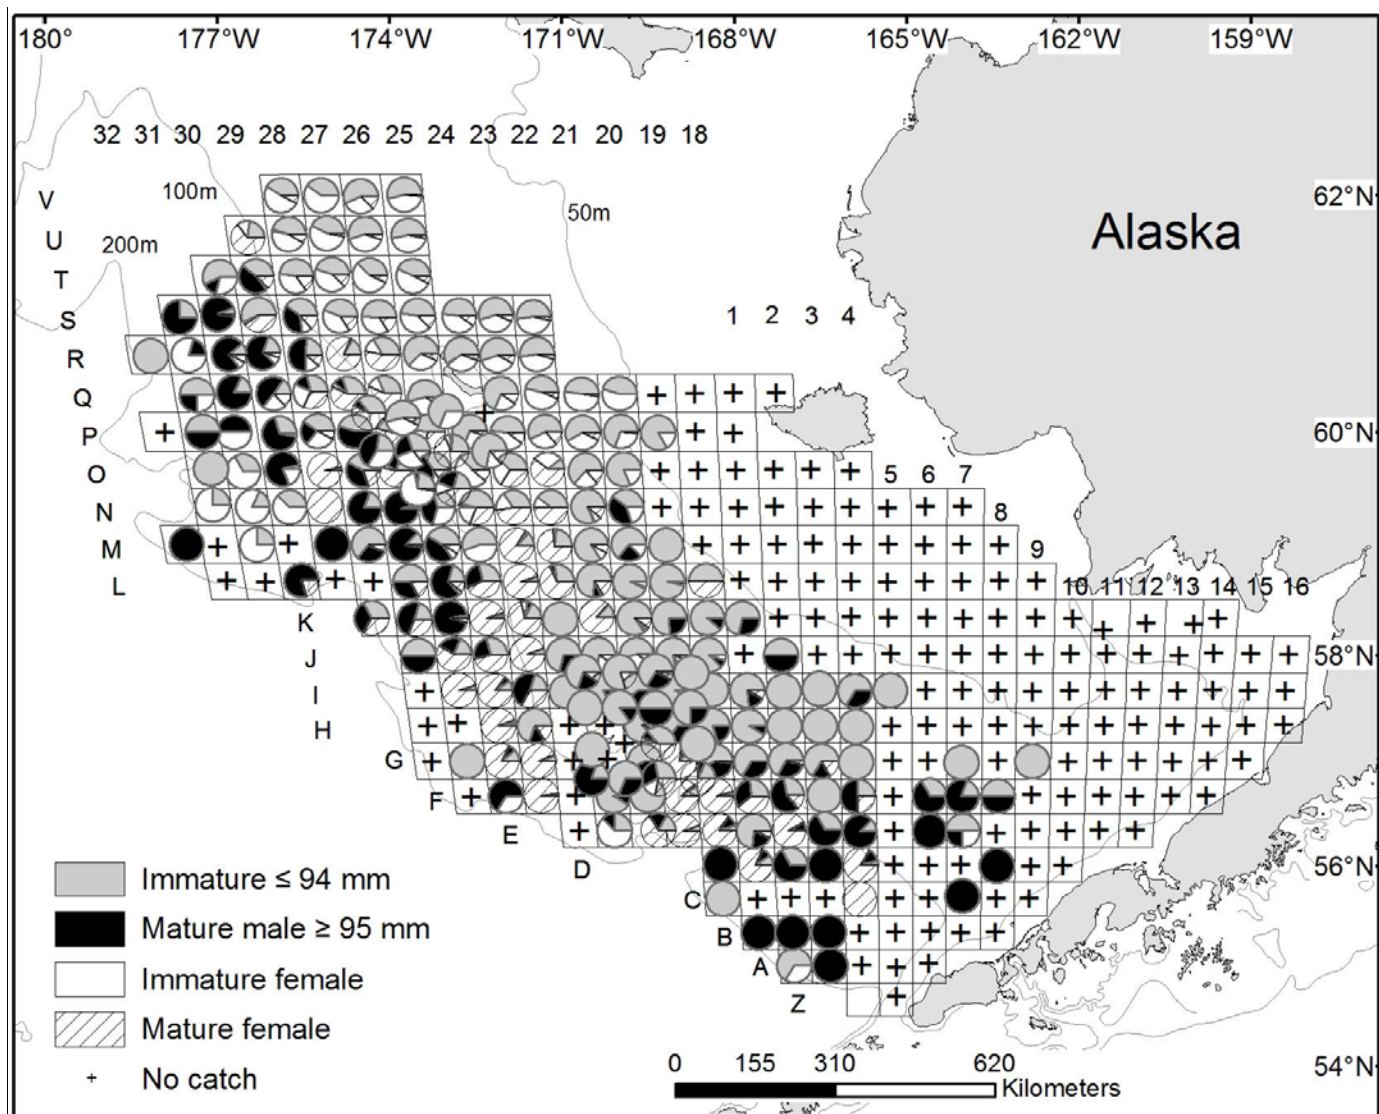 180° 177°W 174°W 171°W 168°W 165°W 162°W 159°W
32 31 30 29 28 27 26 25 24 23 22 21 20 19 18
100m
V
62°N
50m
U
200m
Alaska
T
S
1 2 3 4
R
Q
P
60°N
O
5 6 7
N
8
M
9
L
10 11 12 13 14 15 16
K
J
58°N
I
H
G
F
E
D
56°N
C
B
A
Z
Immature ≤ 94 mm
Mature male ≥ 95 mm
Immature female
Mature female
+ No catch
0 155 310 620
Kilometers
54°N